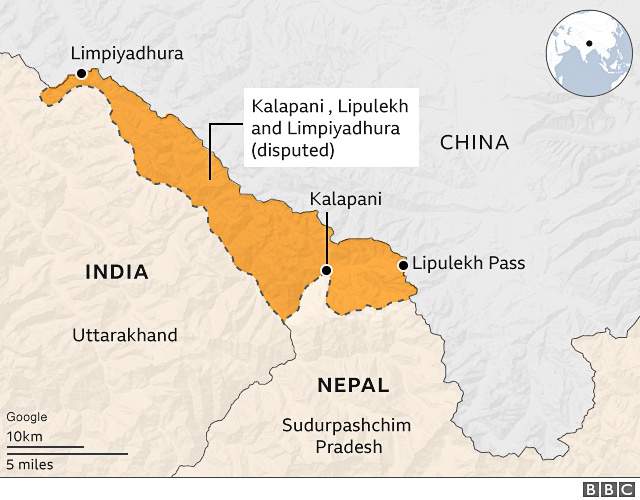 Limpiyadhura
Kalapani , Lipulekh
and Limpiyadhura
(disputed)
CHINA
Kalapani
Lipulekh Pass
INDIA
Uttarakhand
NEPAL
Sudurpashchim
Pradesh
Google
10km
5 miles
BBC